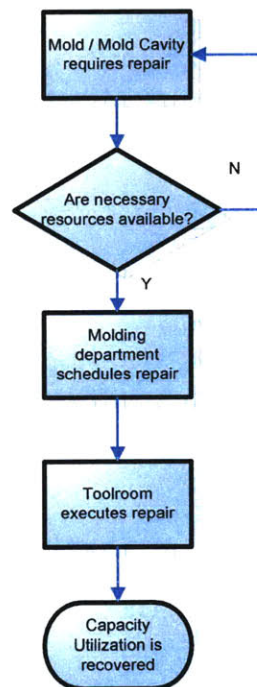 Mold / Mold Cavity
requires repair
N
Are necessary
resources available?
Y
Molding
department
schedules repair
Toolroom
executes repair
Capacity
Utilization is
recovered